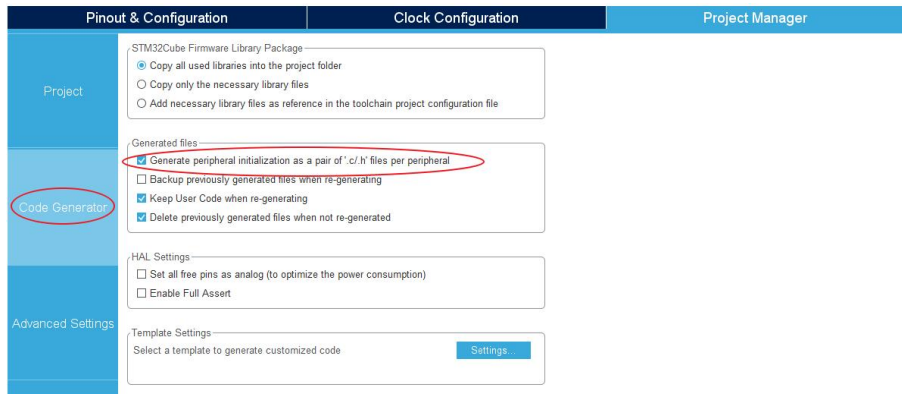 Pinout & Configuration
Clock Configuration
Project Manager
Project
Code Generator
Advanced Settings
STM32Cube Firmware Library Package
Copy all used libraries into the project folder
Copy only the necessary library files
Add necessary library files as reference in the toolchain project configuration file
Generated files
Generate peripheral initialization as a pair of '.c/.h' files per peripheral
Backup previously generated files when re-generating
Keep User Code when re-generating
Delete previously generated files when not re-generated
HAL Settings
Set all free pins as analog (to optimize the power consumption)
Enable Full Assert
Template Settings
Select a template to generate customized code
Settings...